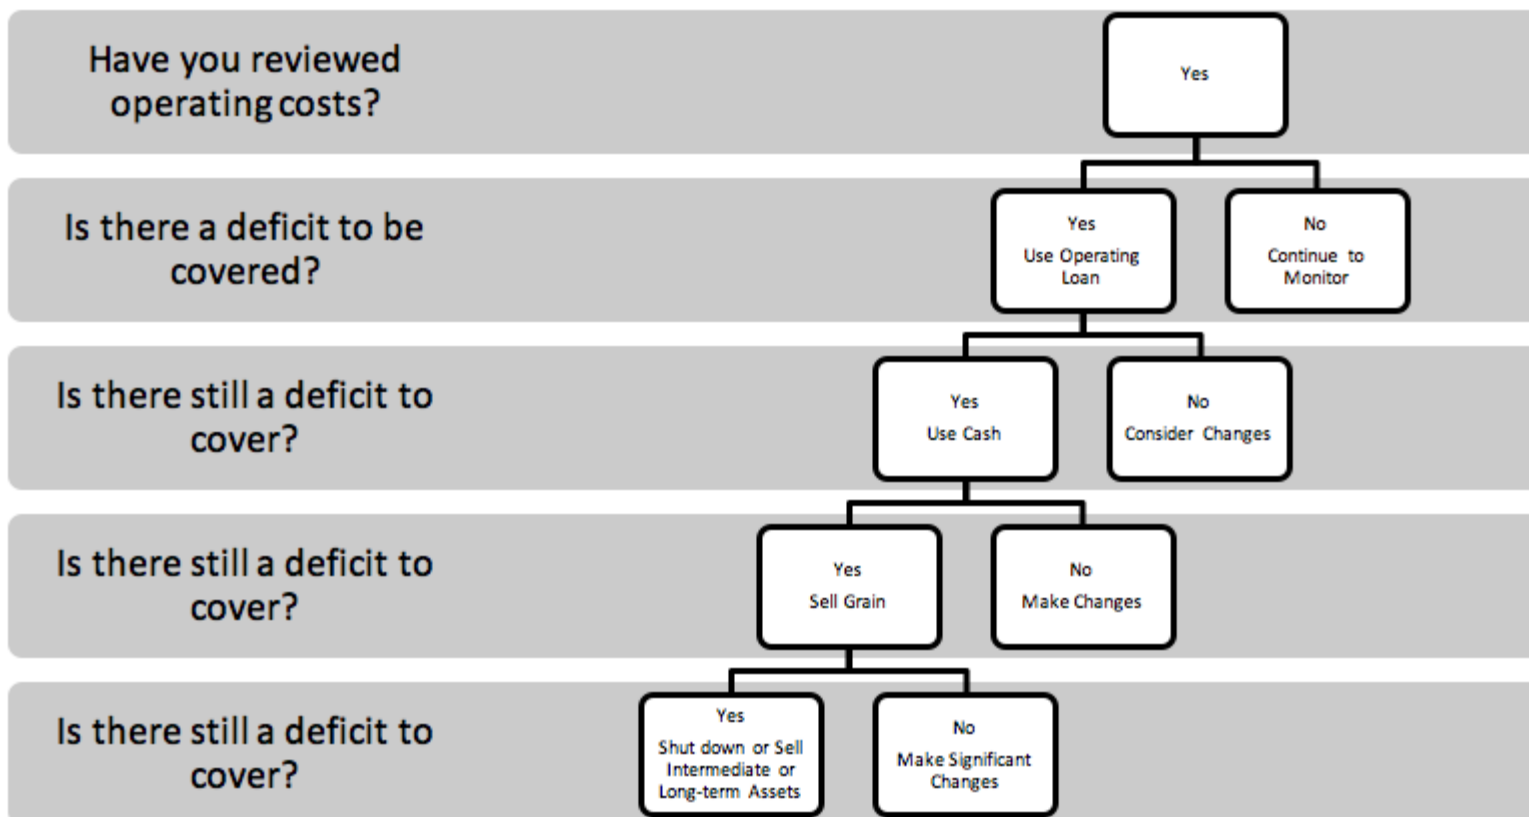 Have you reviewed
operating costs?
Yes
Is there a deficit to be
covered?
Yes
Use Operating
Loan
No
Continue to
Monitor
Is there still a deficit to
cover?
Yes
Use Cash
No
Consider Changes
Is there still a deficit to
cover?
Yes
Sell Grain
No
Make Changes
Is there still a deficit to
cover?
Yes
Shut down or Sell
Intermediate or
Long-term Assets
No
Make Significant
Changes